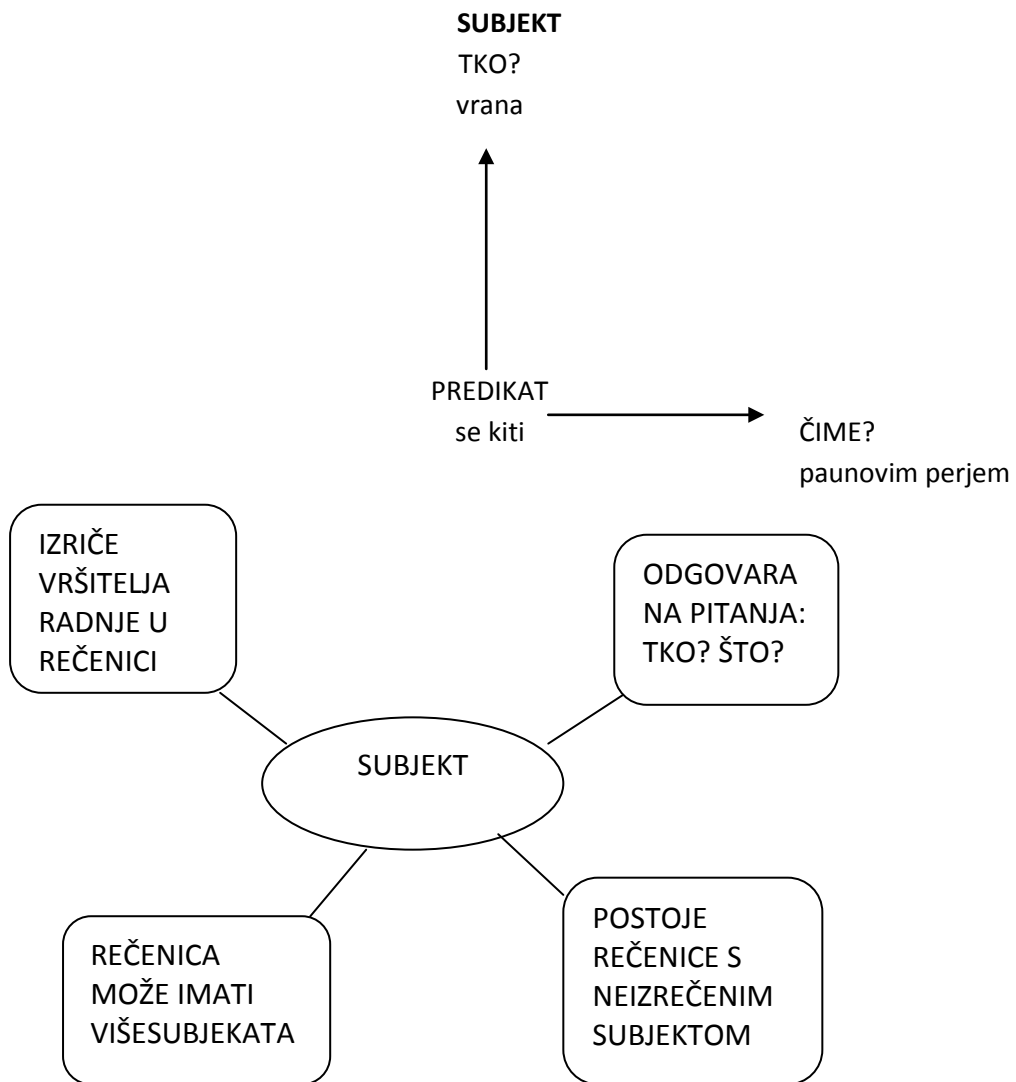 SUBJEKT
TKO?
vrana
PREDIKAT
se kiti
ČIME?
paunovim perjem
IZRIČE
VRŠITELJA
RADNJE U
REČENICI
ODGOVARA
NA PITANJA:
TKO? ŠTO?
SUBJEKT
REČENICA
MOŽE IMATI
VIŠESUBJEKATA
POSTOJE
REČENICE S
NEIZREČENIM
SUBJEKTOM